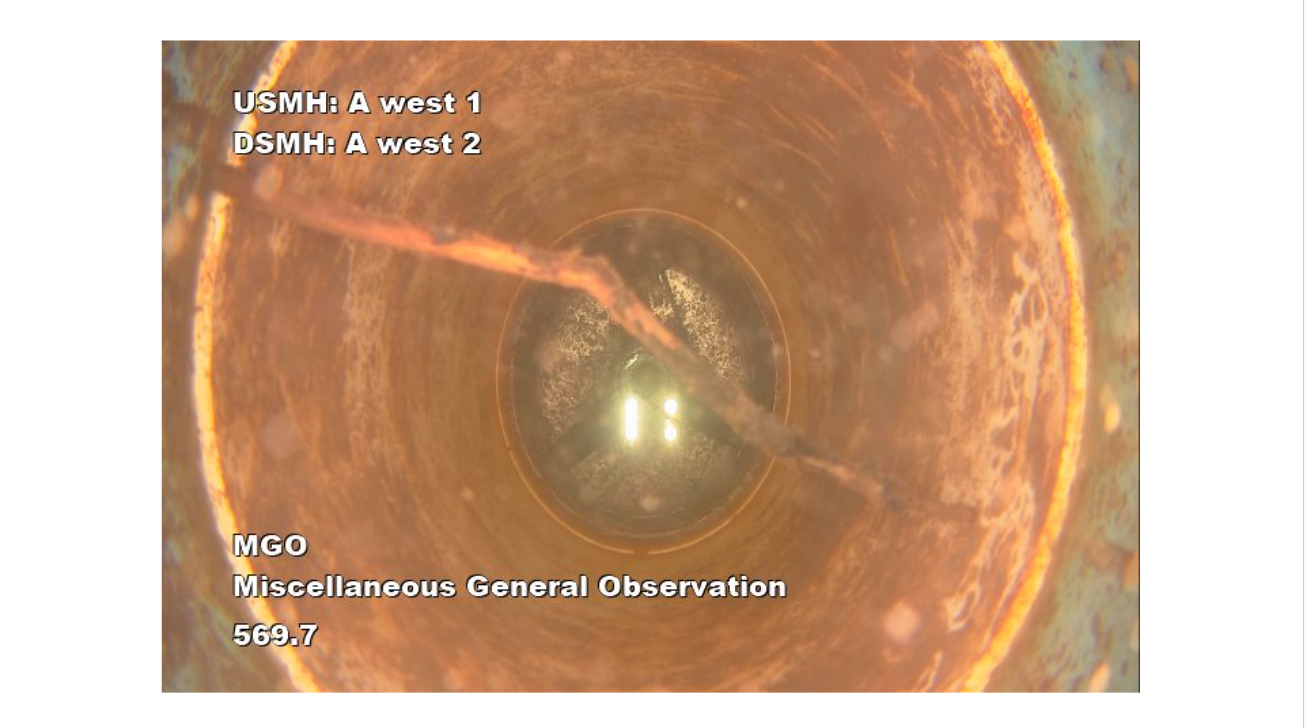 USMH: A west 1
DSMH: A west 2
MGO
Miscellaneous General Observation
569.7